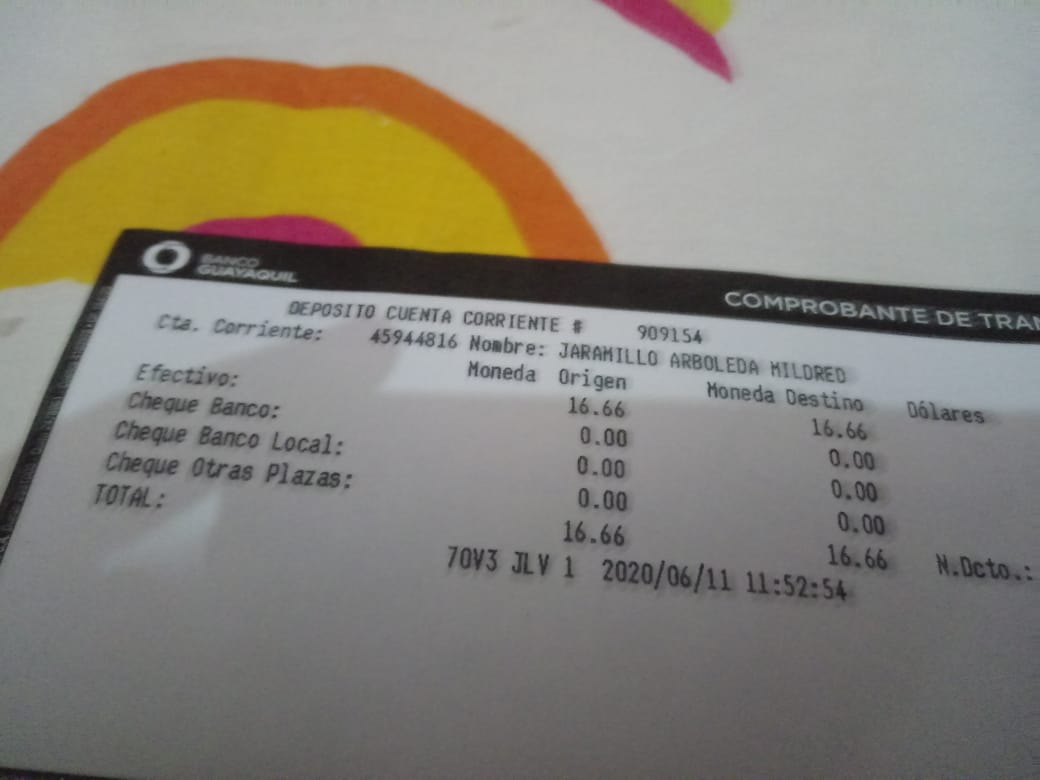 BANCO
GUAYAQUIL
COMPROBANTE DE TRAN
DEPOSITO CUENTA CORRIENTE # 909154
Cta. Corriente: 45944816 Nombre: JARAMILLO ARBOLEDA MILDRED
Moneda Origen Moneda Destino Dólares
Efectivo: 16.66 16.66
Cheque Banco: 0.00 0.00
Cheque Banco Local: 0.00 0.00
Cheque Otras Plazas: 0.00 0.00
TOTAL: 16.66 16.66 N.Dcto.:
70V3 JLV 1 2020/06/11 11:52:54